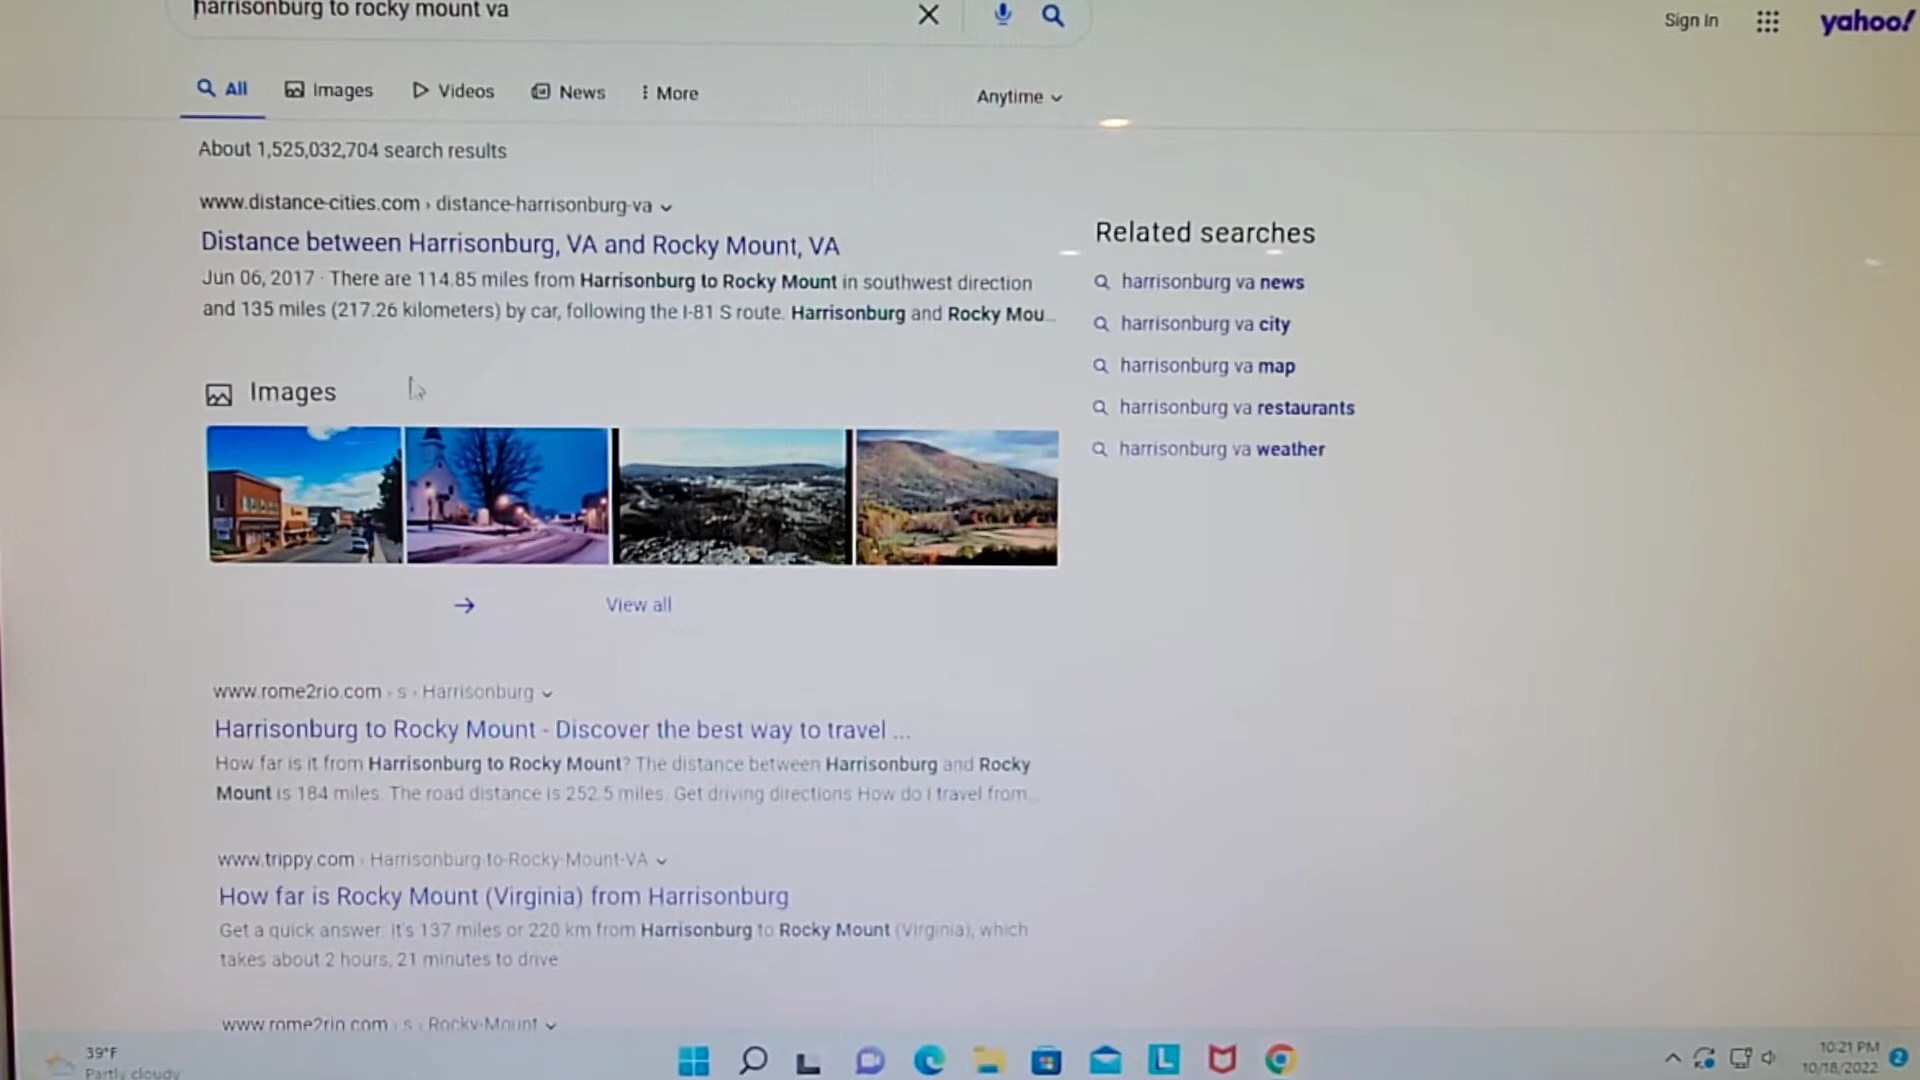 harrisonburg to rocky mount va
Sign In
yahoo!
All
Images
Videos
News
More
Anytime
About 1,525,032,704 search results
www.distance-cities.com › distance-harrisonburg-va
Distance between Harrisonburg, VA and Rocky Mount, VA
Jun 06, 2017 · There are 114.85 miles from Harrisonburg to Rocky Mount in southwest direction
and 135 miles (217.26 kilometers) by car, following the I-81 S route. Harrisonburg and Rocky Mou...
Images
View all
www.rome2rio.com › s › Harrisonburg
Harrisonburg to Rocky Mount - Discover the best way to travel ...
How far is it from Harrisonburg to Rocky Mount? The distance between Harrisonburg and Rocky
Mount is 184 miles. The road distance is 252.5 miles. Get driving directions How do I travel from...
www.trippy.com › Harrisonburg-to-Rocky-Mount-VA
How far is Rocky Mount (Virginia) from Harrisonburg
Get a quick answer: It's 137 miles or 220 km from Harrisonburg to Rocky Mount (Virginia), which
takes about 2 hours, 21 minutes to drive
www.rome2rio.com › s › Rocky-Mount
Related searches
harrisonburg va news
harrisonburg va city
harrisonburg va map
harrisonburg va restaurants
harrisonburg va weather
39°F
Partly cloudy
L
10:21 PM
10/18/2022
2